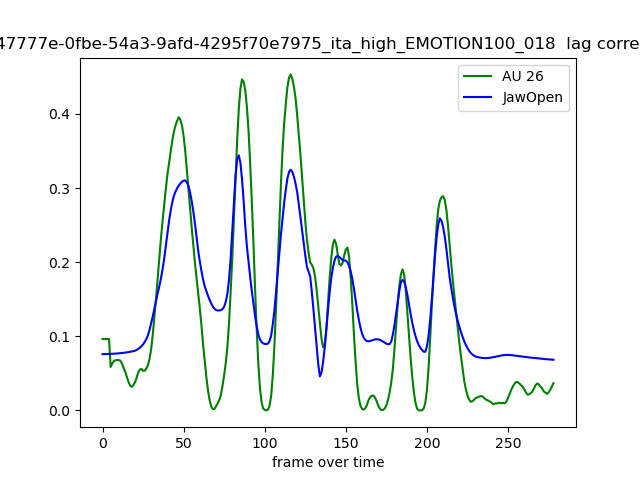 47777e-0fbe-54a3-9afd-4295f70e7975_ita_high_EMOTION100_018 lag corre
AU 26
JawOpen
0.4
0.3
0.2
0.1
0.0
0 50 100 150 200 250
frame over time